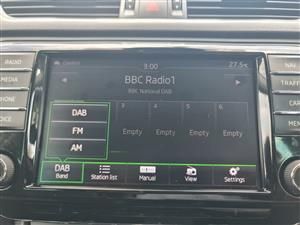 9:00
27.5°C
RADIO
MEDIA
PHONE
VOICE
NAV
TRAFFIC
CAR
MENU
BBC Radio1
BBC National DAB
DAB
FM
AM
3
4
5
6
Empty
Empty
Empty
Empty
DAB
Band
Station list
Manual
View
Settings